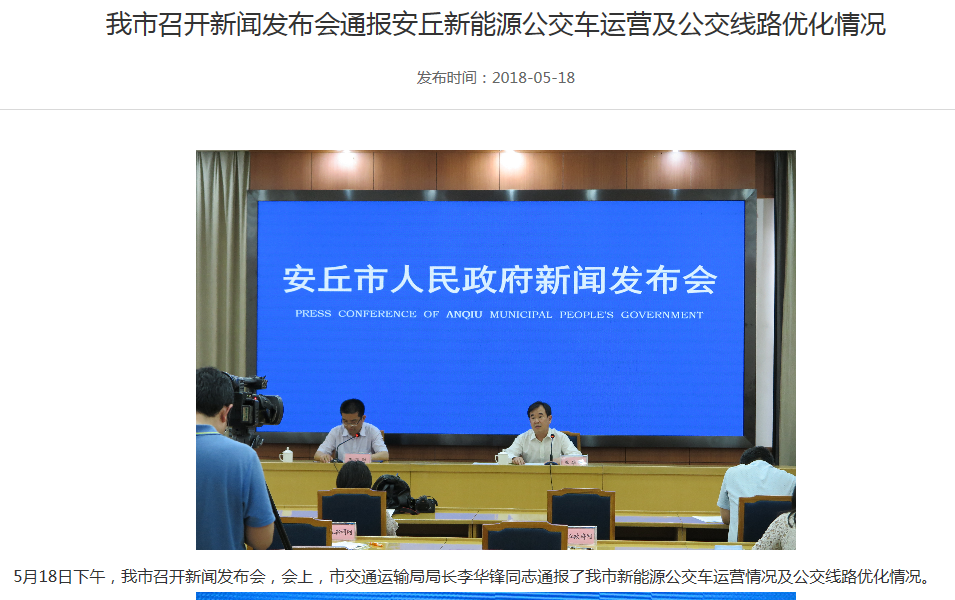 我市召开新闻发布会通报安丘新能源公交车运营及公交线路优化情况
发布时间：2018-05-18
安丘市人民政府新闻发布会
PRESS CONFERENCE OF ANQIU MUNICIPAL PEOPLE'S GOVERNMENT
5月18日下午，我市召开新闻发布会，会上，市交通运输局局长李华锋同志通报了我市新能源公交车运营情况及公交线路优化情况。